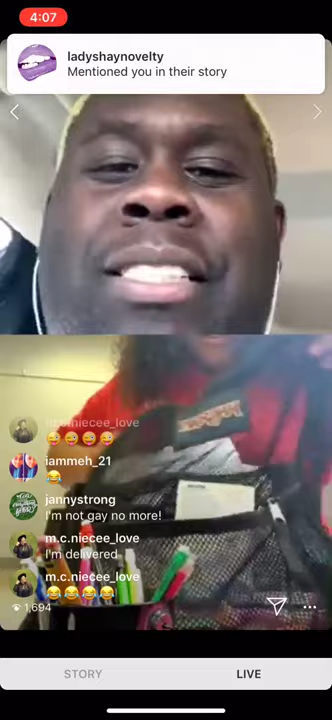 4:07
ladyshaynovelty
Mentioned you in their story
m.c.niecee_love
😜😜😜😜
iammeh_21
😂
jannystrong
I'm not gay no more!
m.c.niecee_love
I'm delivered
m.c.niecee_love
😂😂😂😂
1,694
STORY
LIVE